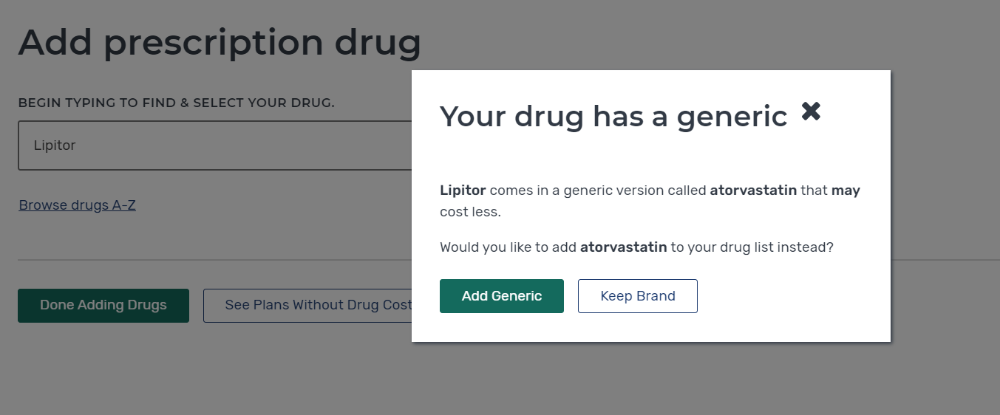 Add prescription drug
BEGIN TYPING TO FIND & SELECT YOUR DRUG.
Lipitor
Browse drugs A-Z
Done Adding Drugs
See Plans Without Drug Cost
Your drug has a generic
Lipitor comes in a generic version called atorvastatin that may
cost less.
Would you like to add atorvastatin to your drug list instead?
Add Generic
Keep Brand